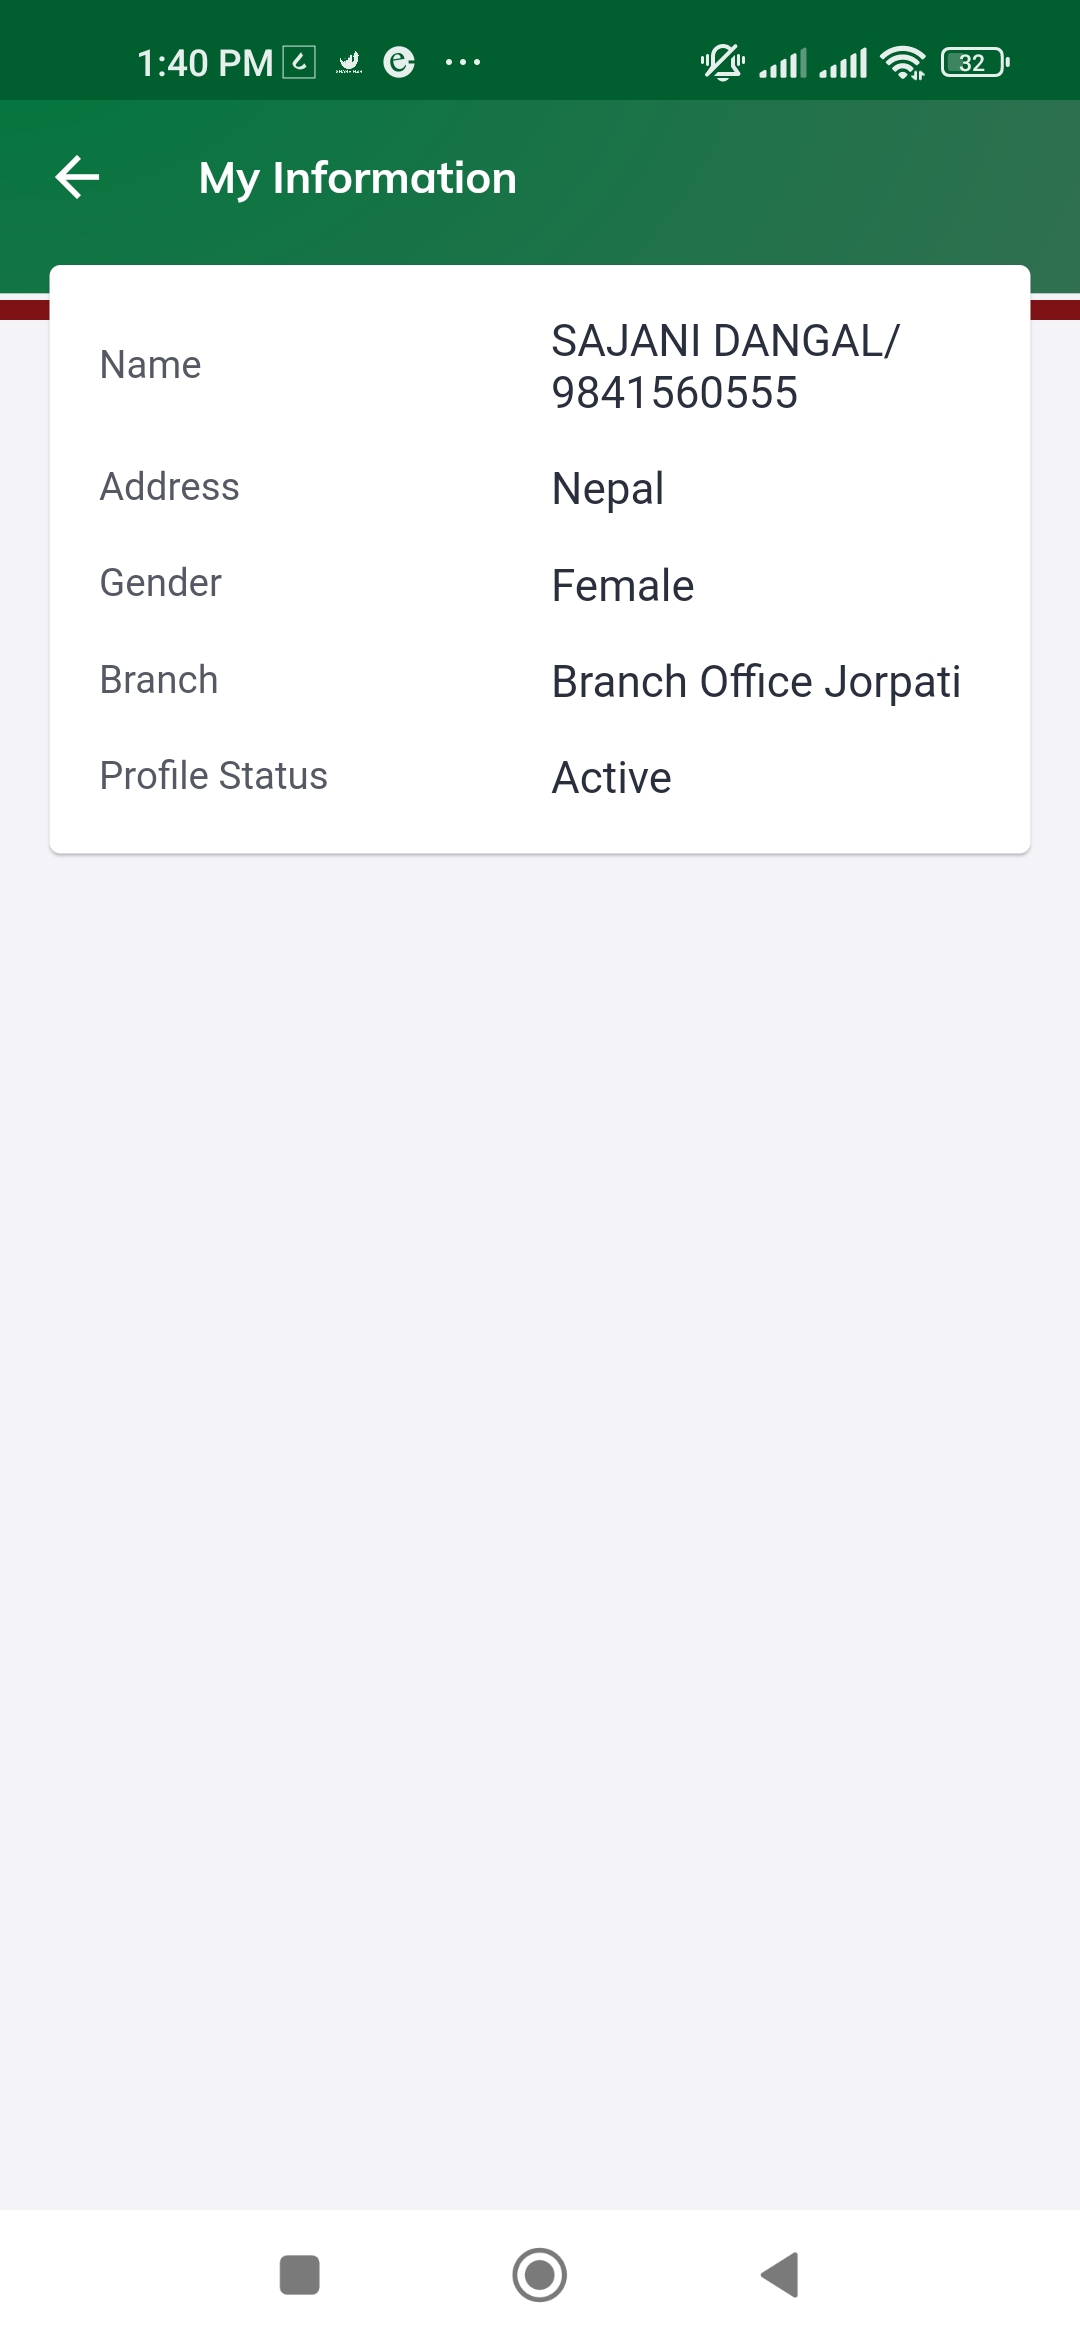 1:40 PM
32
My Information
Name
SAJANI DANGAL/
9841560555
Address
Nepal
Gender
Female
Branch
Branch Office Jorpati
Profile Status
Active